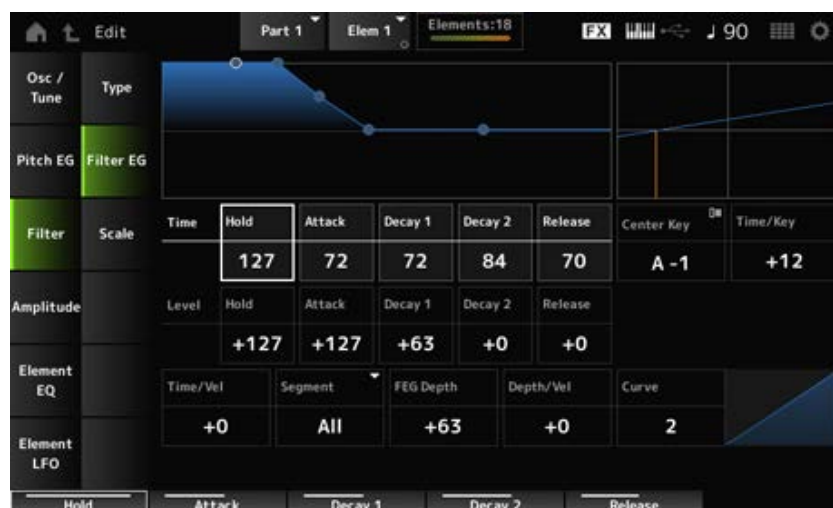 Edit Part 1 Elem 1 Elements:18 FX 90
Osc / Tune
Type
Pitch EG
Filter EG
Filter
Scale
Amplitude
Element EQ
Element LFO
Time Hold Attack Decay 1 Decay 2 Release Center Key Time/Key
127 72 72 84 70 A -1 +12
Level Hold Attack Decay 1 Decay 2 Release
+127 +127 +63 +0 +0
Time/Vel Segment FEG Depth Depth/Vel Curve
+0 All +63 +0 2
Hold Attack Decay 1 Decay 2 Release